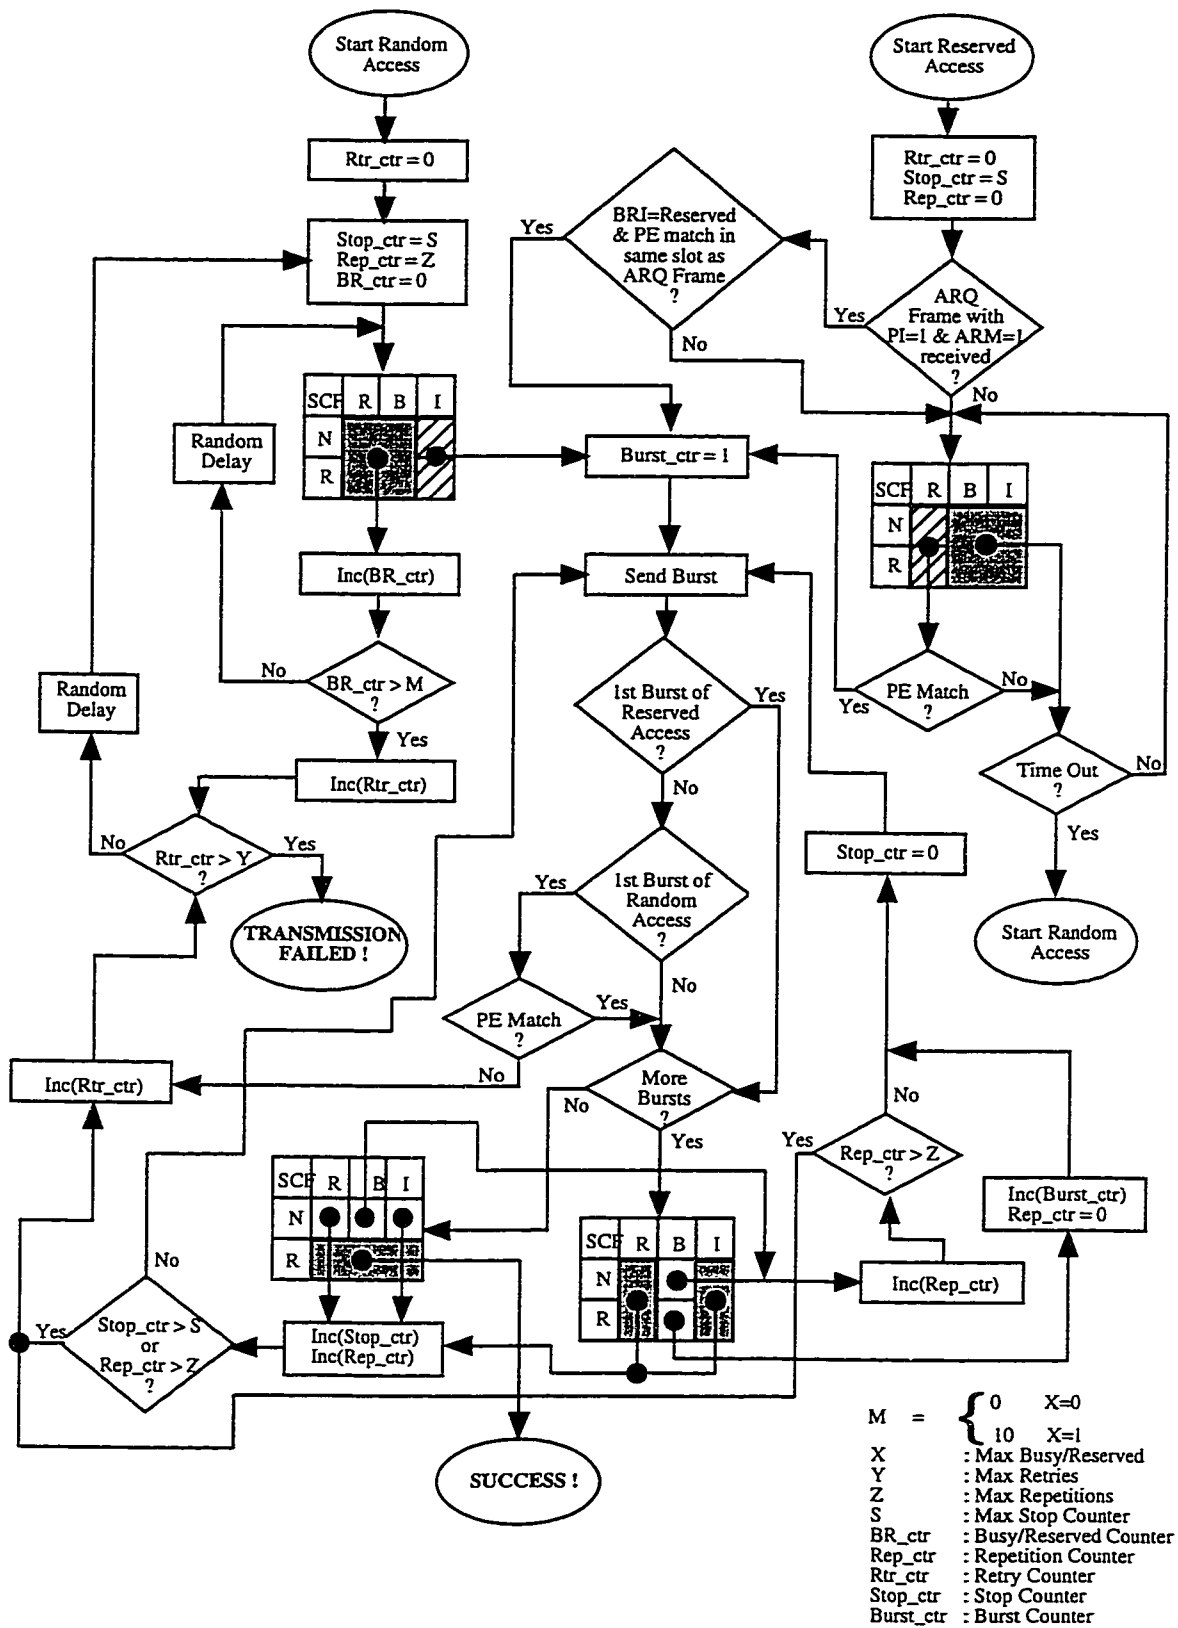 Start Random
Access
Start Reserved
Access
Rtr_ctr = 0
Rtr_ctr = 0
Stop_ctr = S
Rep_ctr = 0
Stop_ctr = S
Rep_ctr = Z
BR_ctr = 0
Yes
BRI=Reserved
& PE match in
same slot as
ARQ Frame
?
Yes
No
ARQ
Frame with
PI=1 & ARM=1
received
?
No
SCF R B I
N
R
Random
Delay
Burst_ctr = 1
SCF R B I
N
R
Inc(BR_ctr)
Send Burst
No
BR_ctr > M
?
Yes
Random
Delay
1st Burst of
Reserved
Access
?
Yes
No
Yes
PE Match
?
No
Inc(Rtr_ctr)
Time Out
?
No
Yes
No
Rtr_ctr > Y
?
Yes
Stop_ctr = 0
Yes
1st Burst of
Random
Access
?
No
TRANSMISSION
FAILED !
Start Random
Access
PE Match
?
Yes
No
Inc(Rtr_ctr)
More
Bursts
?
No
Yes
No
Yes
Rep_ctr > Z
?
SCF R B I
N
R
Inc(Burst_ctr)
Rep_ctr = 0
SCF R B I
N
R
Inc(Rep_ctr)
No
Yes
Stop_ctr > S
or
Rep_ctr > Z
?
Inc(Stop_ctr)
Inc(Rep_ctr)
SUCCESS !
M = { 0 X=0
10 X=1
X : Max Busy/Reserved
Y : Max Retries
Z : Max Repetitions
S : Max Stop Counter
BR_ctr : Busy/Reserved Counter
Rep_ctr : Repetition Counter
Rtr_ctr : Retry Counter
Stop_ctr : Stop Counter
Burst_ctr : Burst Counter